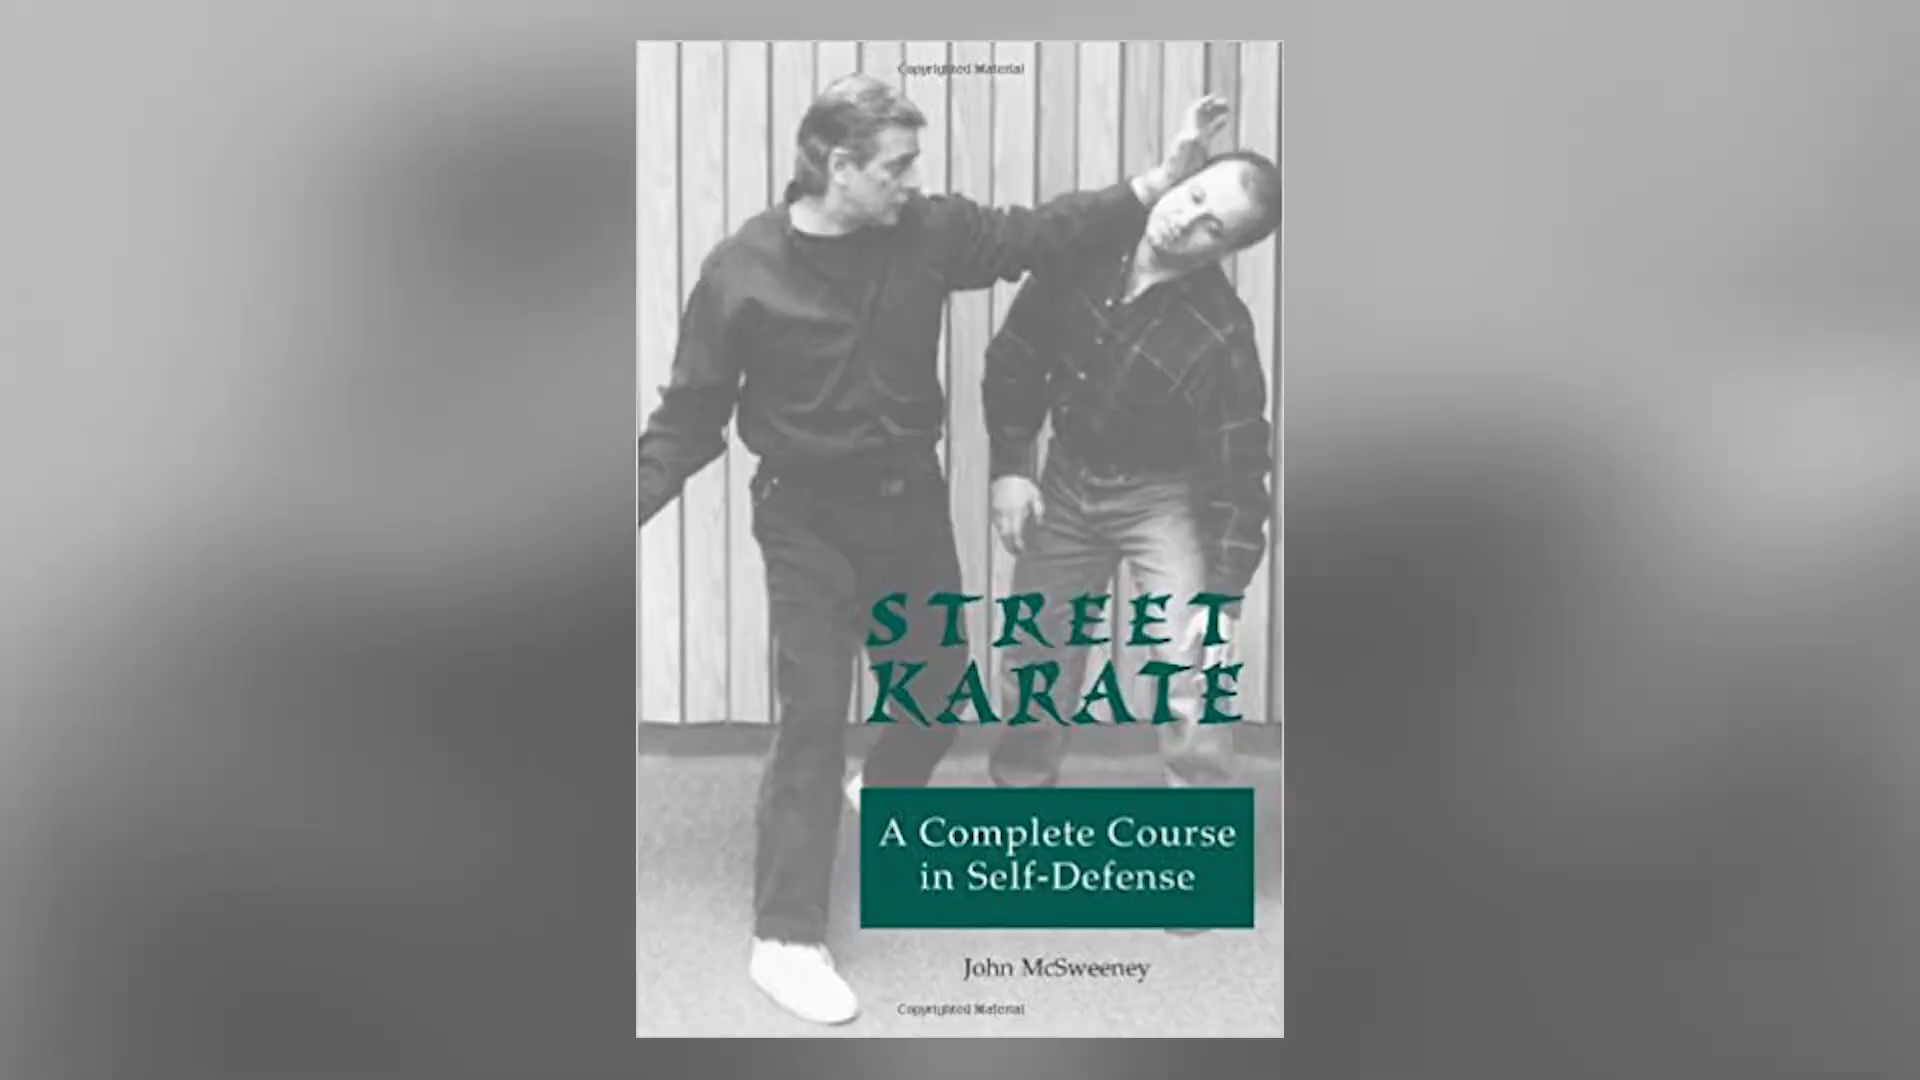 Copyrighted Material
STREET
KARATE
A Complete Course
in Self-Defense
John McSweeney
Copyrighted Material